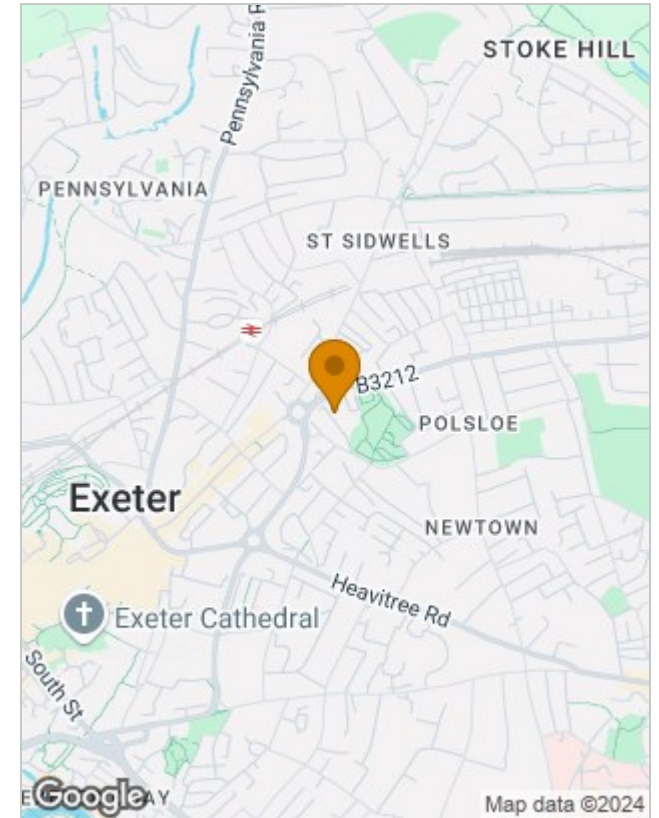 Pennsylvania R
STOKE HILL
PENNSYLVANIA
ST SIDWELLS
B3212
POLSLOE
Exeter
NEWTOWN
Heavitree Rd
Exeter Cathedral
South St
Google
AY
Map data ©2024